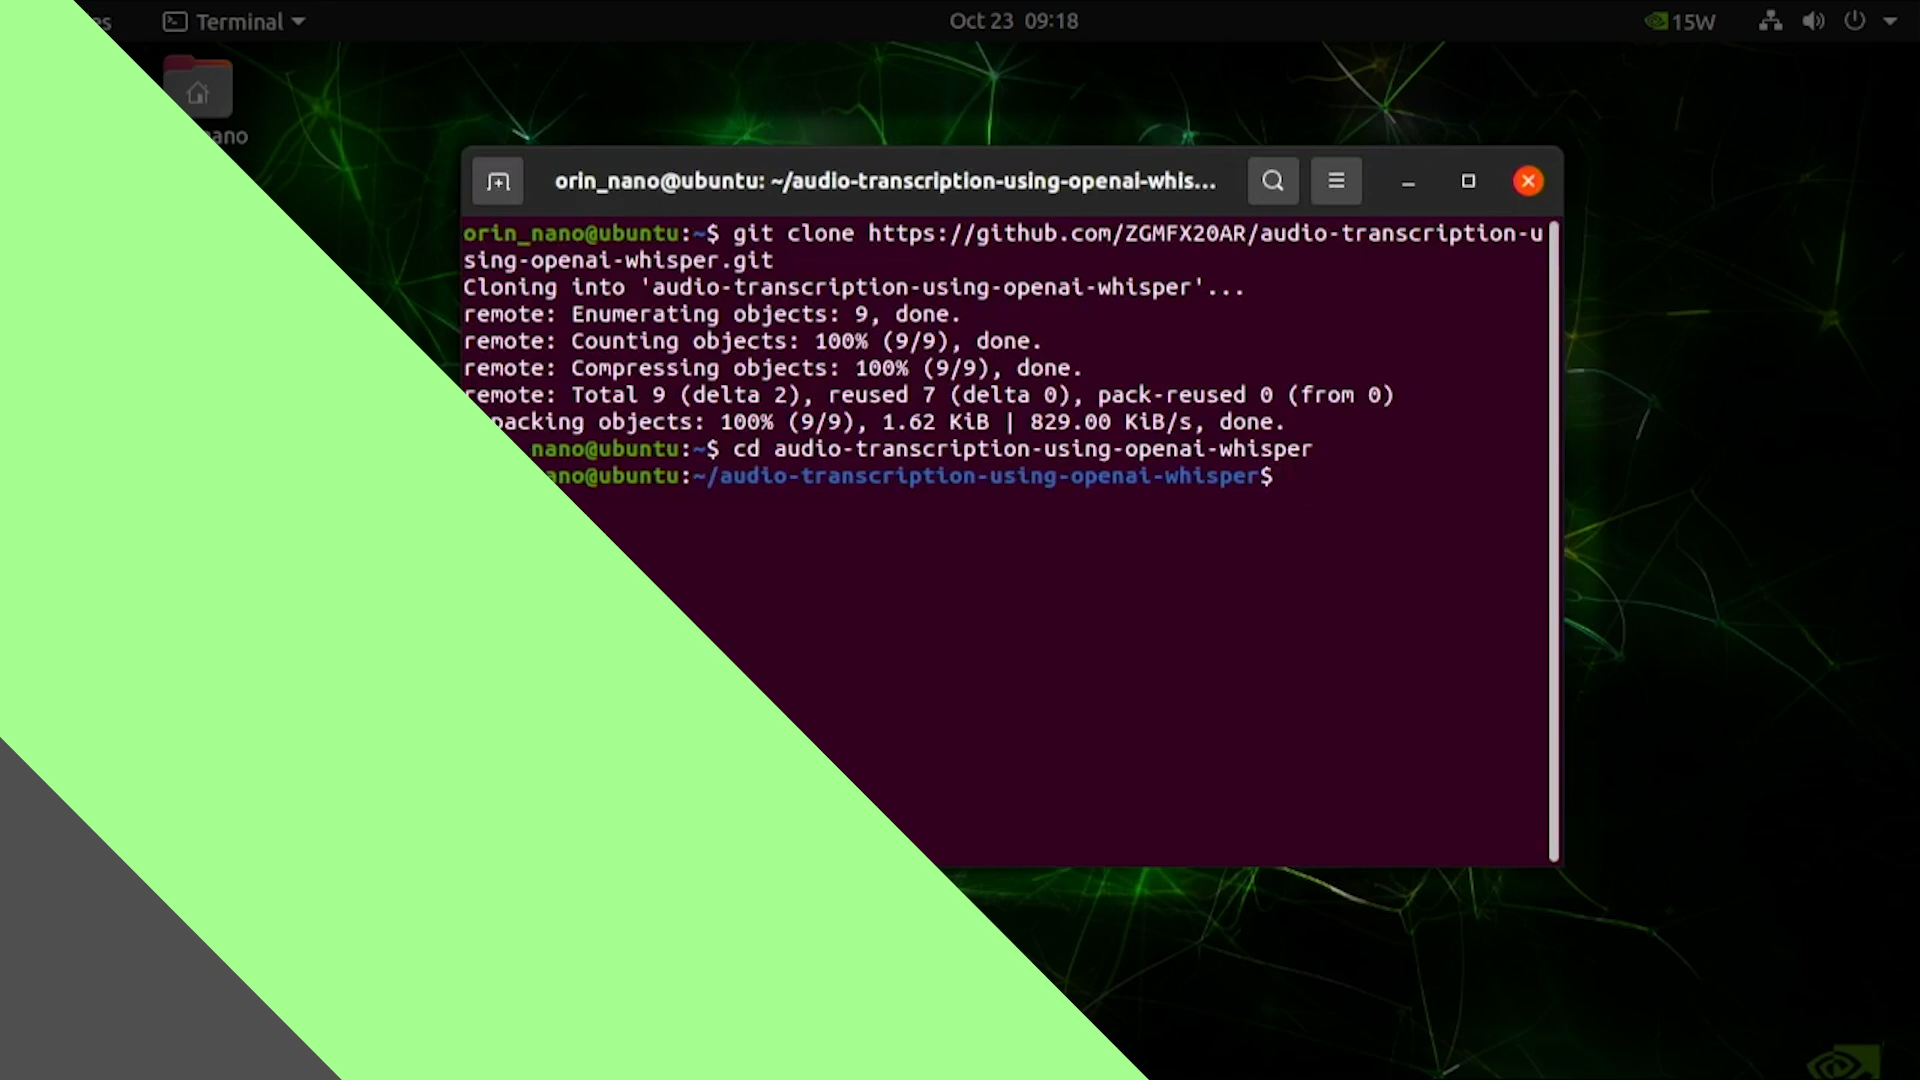 Terminal
Oct 23 09:18
15W
orin_nano@ubuntu: ~/audio-transcription-using-openai-whis...
orin_nano@ubuntu:~$ git clone https://github.com/ZGMFX20AR/audio-transcription-u
sing-openai-whisper.git
Cloning into 'audio-transcription-using-openai-whisper'...
remote: Enumerating objects: 9, done.
remote: Counting objects: 100% (9/9), done.
remote: Compressing objects: 100% (9/9), done.
remote: Total 9 (delta 2), reused 7 (delta 0), pack-reused 0 (from 0)
packing objects: 100% (9/9), 1.62 KiB | 829.00 KiB/s, done.
nano@ubuntu:~$ cd audio-transcription-using-openai-whisper
ano@ubuntu:~/audio-transcription-using-openai-whisper$